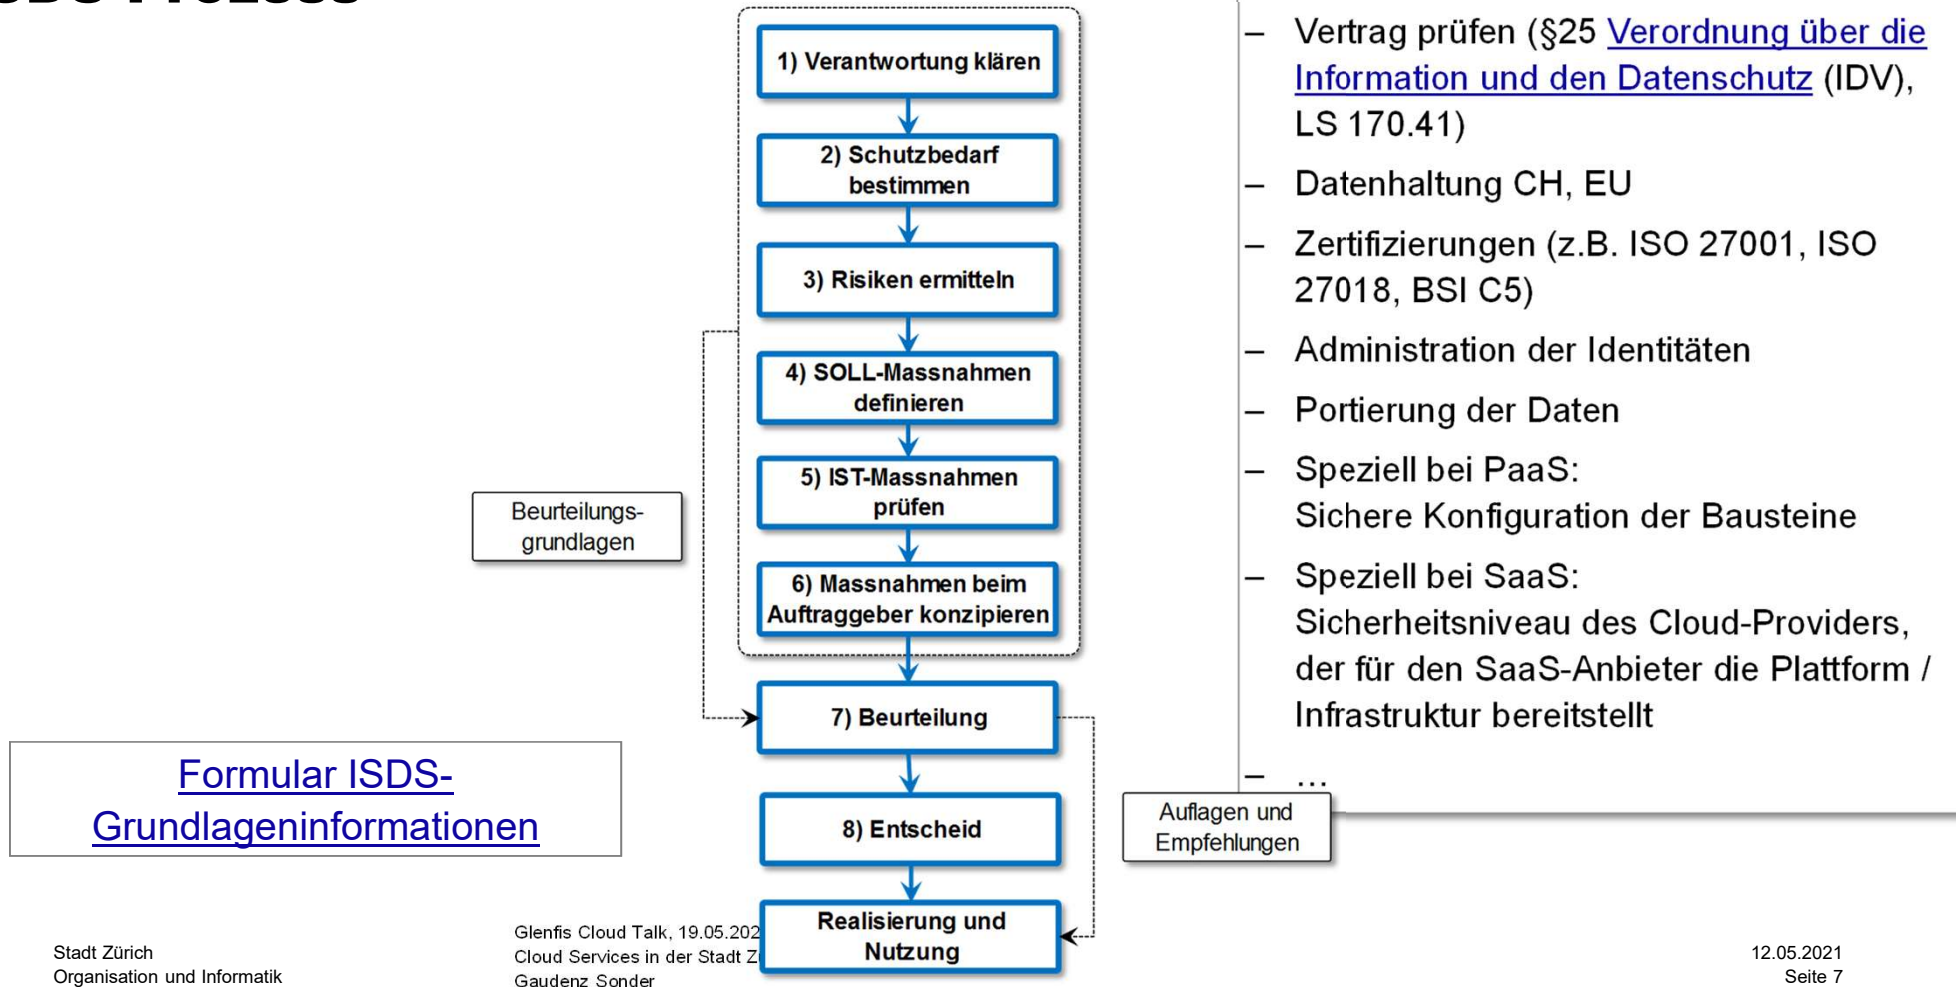 1) Verantwortung klären
2) Schutzbedarf
bestimmen
3) Risiken ermitteln
4) SOLL-Massnahmen
definieren
5) IST-Massnahmen
prüfen
6) Massnahmen beim
Auftraggeber konzipieren
7) Beurteilung
8) Entscheid
Realisierung und
Nutzung
Beurteilungs-
grundlagen
Auflagen und
Empfehlungen
– Vertrag prüfen (§25 Verordnung über die
Information und den Datenschutz (IDV),
LS 170.41)
– Datenhaltung CH, EU
– Zertifizierungen (z.B. ISO 27001, ISO
27018, BSI C5)
– Administration der Identitäten
– Portierung der Daten
– Speziell bei PaaS:
Sichere Konfiguration der Bausteine
– Speziell bei SaaS:
Sicherheitsniveau des Cloud-Providers,
der für den SaaS-Anbieter die Plattform /
Infrastruktur bereitstellt
– …
Formular ISDS-
Grundlageninformationen
Stadt Zürich
Organisation und Informatik
Glenfis Cloud Talk, 19.05.202
Cloud Services in der Stadt Z
Gaudenz Sonder
12.05.2021
Seite 7